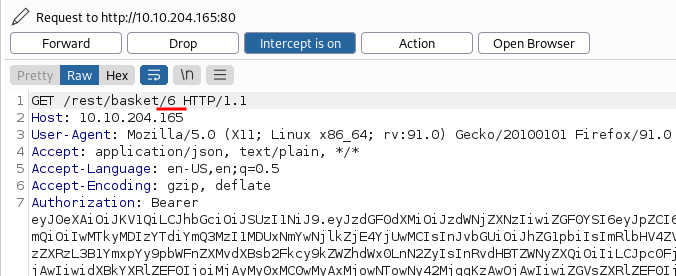 Request to http://10.10.204.165:80
Forward Drop Intercept is on Action Open Browser
Pretty Raw Hex \n
1 GET /rest/basket/6 HTTP/1.1
2 Host: 10.10.204.165
3 User-Agent: Mozilla/5.0 (X11; Linux x86_64; rv:91.0) Gecko/20100101 Firefox/91.0
4 Accept: application/json, text/plain, */*
5 Accept-Language: en-US,en;q=0.5
6 Accept-Encoding: gzip, deflate
7 Authorization: Bearer
eyJ0eXAiOiJKV1QiLCJhbGciOiJSUzI1NiJ9.eyJzdGF0dXMiOiJzdWNjZXNzIiwiZGF0YSI6eyJpZCI6